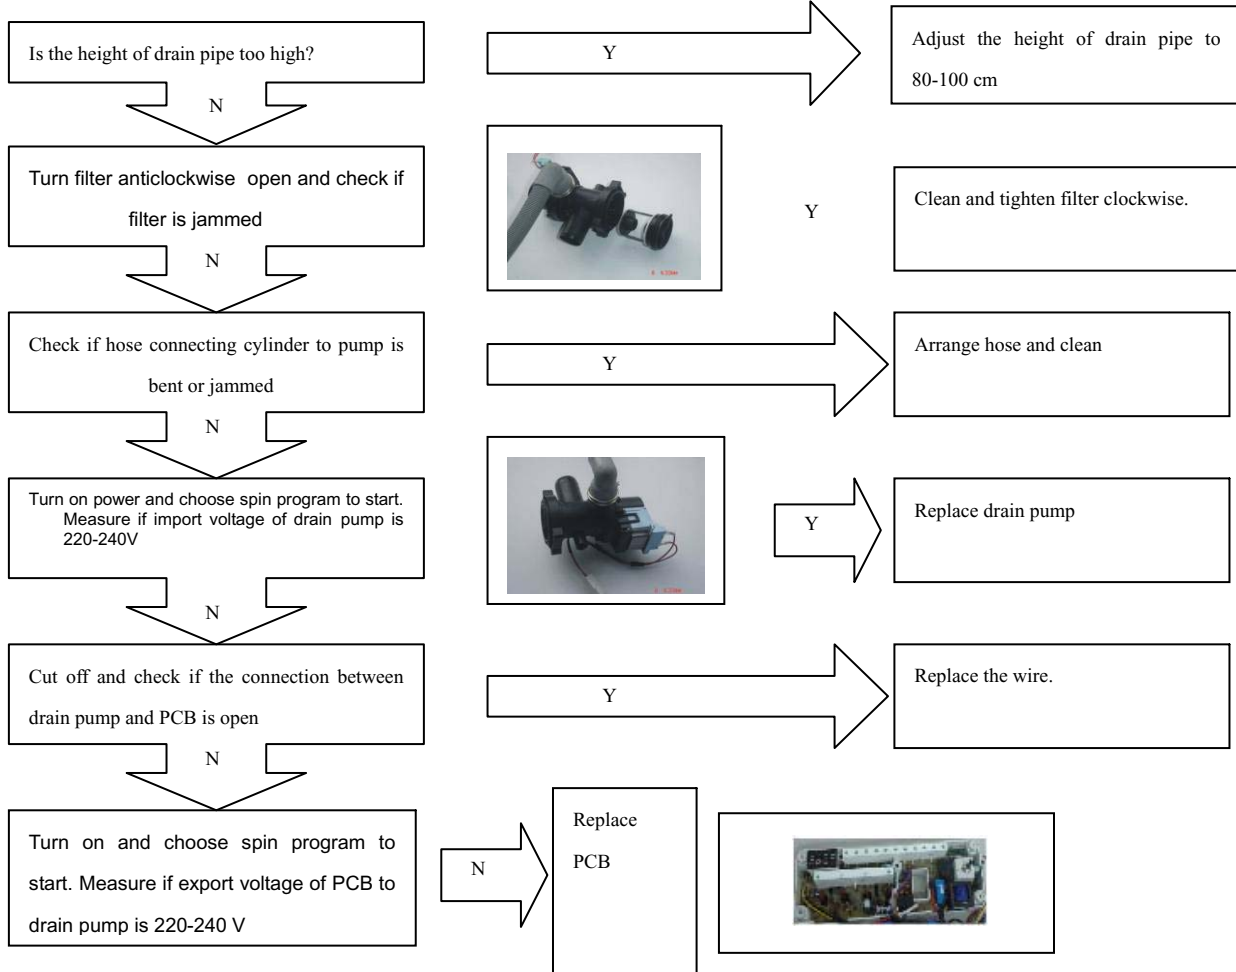 Is the height of drain pipe too high?
Y
Adjust the height of drain pipe to
80-100 cm
N
Turn filter anticlockwise open and check if
filter is jammed
Y
Clean and tighten filter clockwise.
N
Check if hose connecting cylinder to pump is
bent or jammed
Y
Arrange hose and clean
N
Turn on power and choose spin program to start.
Measure if import voltage of drain pump is
220-240V
Y
Replace drain pump
N
Cut off and check if the connection between
drain pump and PCB is open
Y
Replace the wire.
N
Turn on and choose spin program to
start. Measure if export voltage of PCB to
drain pump is 220-240 V
N
Replace
PCB